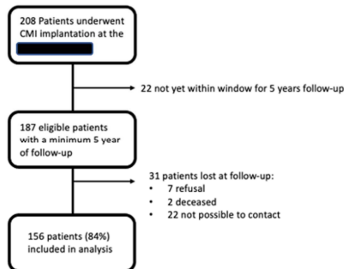 208 Patients underwent
CMI implantation at the
22 not yet within window for 5 years follow-up
187 eligible patients
with a minimum 5 year
of follow-up
31 patients lost at follow-up:
• 7 refusal
• 2 deceased
• 22 not possible to contact
156 patients (84%)
included in analysis